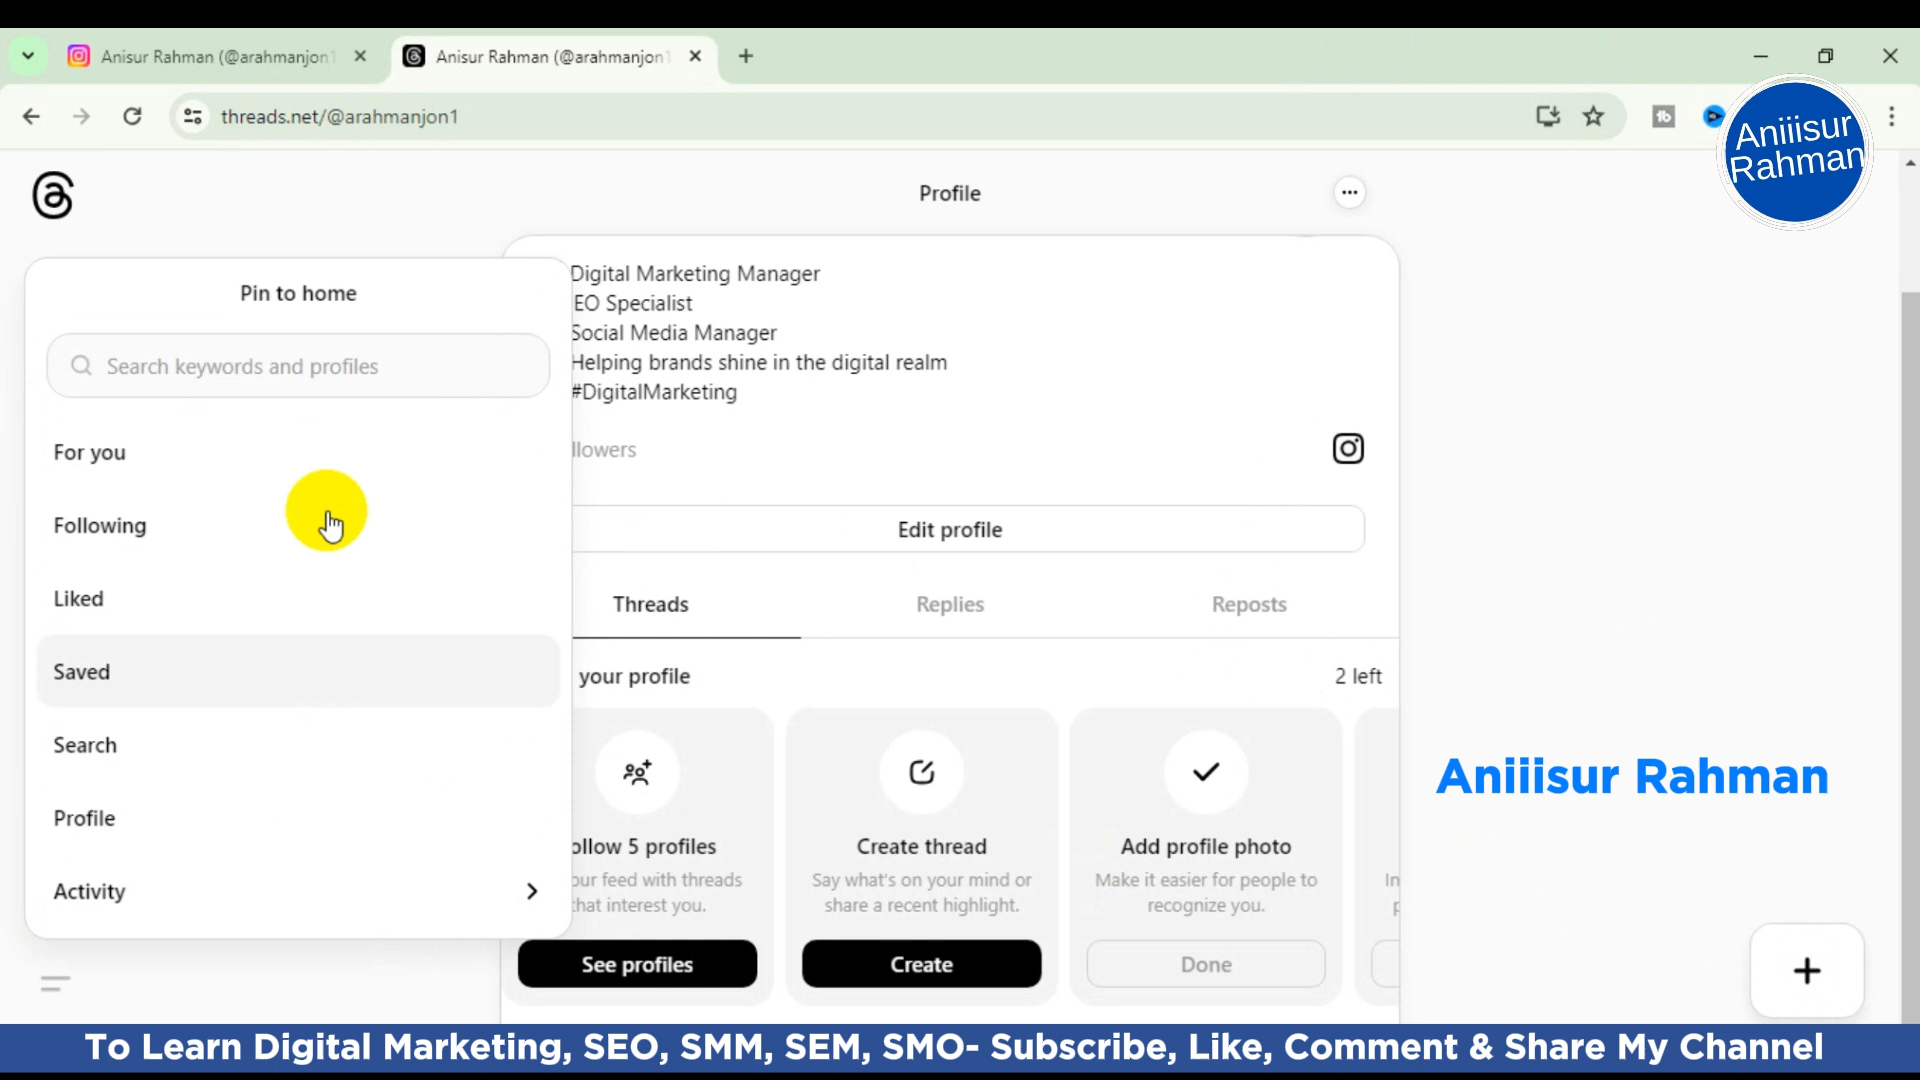 Anisur Rahman (@arahmanjon1
Anisur Rahman (@arahmanjon1
threads.net/@arahmanjon1
Aniiisur
Rahman
Profile
Pin to home
Search keywords and profiles
For you
Following
Liked
Saved
Search
Profile
Activity
Digital Marketing Manager
EO Specialist
Social Media Manager
Helping brands shine in the digital realm
#DigitalMarketing
llowers
Edit profile
Threads
Replies
Reposts
your profile
2 left
ollow 5 profiles
our feed with threads
that interest you.
See profiles
Create thread
Say what's on your mind or
share a recent highlight.
Create
Add profile photo
Make it easier for people to
recognize you.
Done
In
Aniiisur Rahman
To Learn Digital Marketing, SEO, SMM, SEM, SMO- Subscribe, Like, Comment & Share My Channel